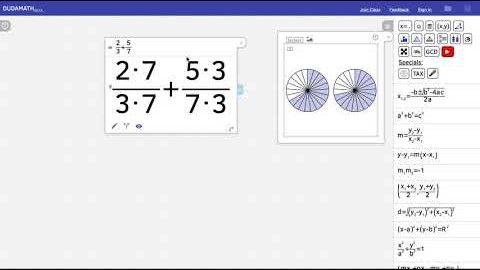 DUDAMATH BETA
Join Class Feedback Sign In
= 2/3+5/7
2·7/3·7+5·3/7·3
(x,y)
GCD
Specials:
TAX
x₁,₂=-b±√b²-4ac/2a
a²+b²=c²
m=y₂-y₁/x₂-x₁
y-y₁=m(x-x₁)
m₁m₂=-1
(x₁+x₂/2, y₁+y₂/2)
d=√(y₂-y₁)²+(x₂-x₁)²
(x-a)²+(y-b)²=R²
x²/a²+y²/b²=1